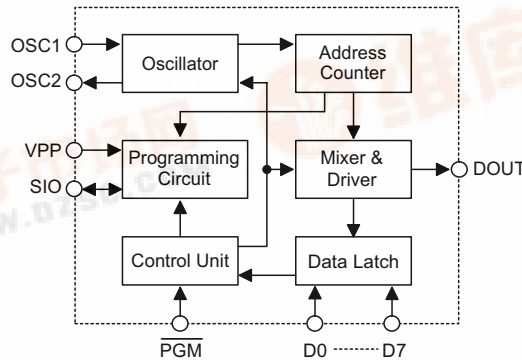 OSC1
OSC2
Oscillator
Address
Counter
VPP
SIO
Programming
Circuit
Mixer &
Driver
DOUT
Control Unit
Data Latch
PGM
D0
D7